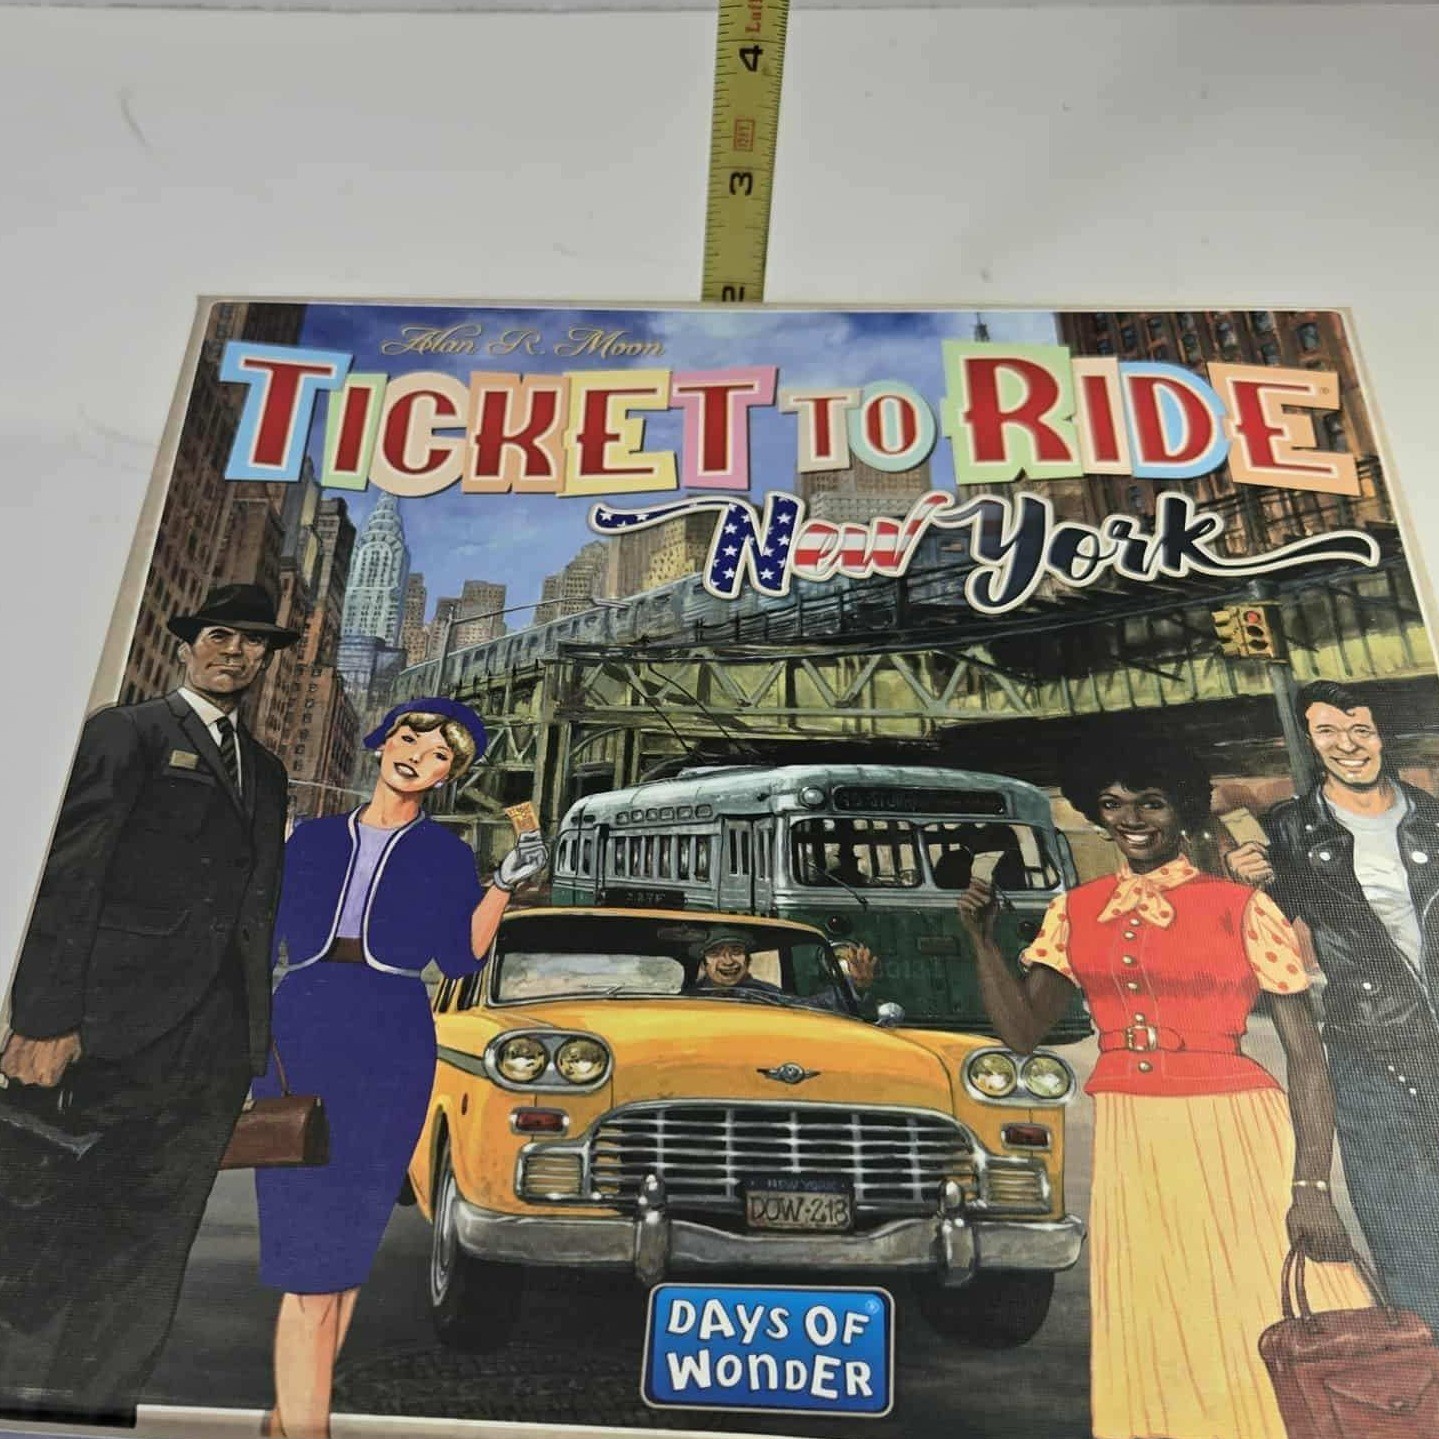 4
3
2
Alan R. Moon
TICKET TO RIDE
New York
NEW YORK
DOW-218
DAYS OF
WONDER